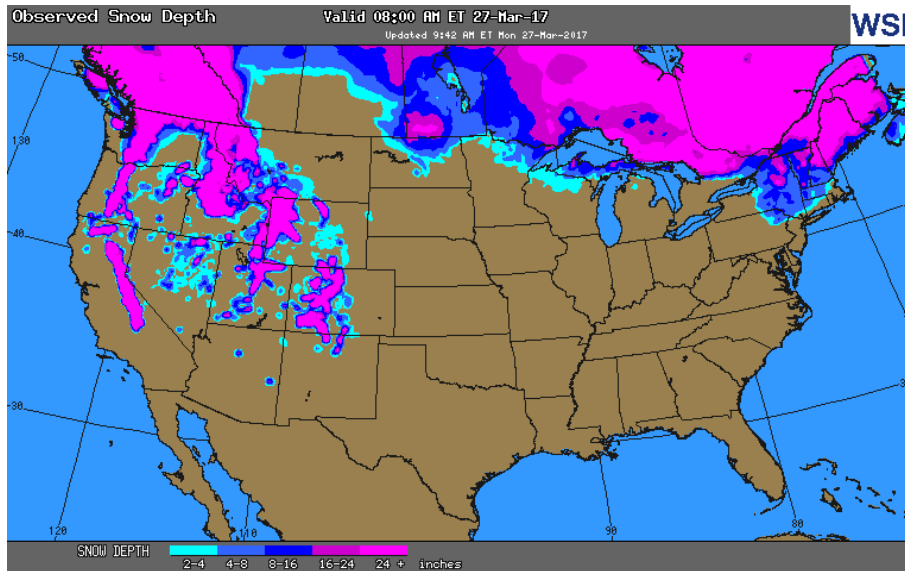 Observed Snow Depth
Valid 08:00 AM ET 27-Mar-17
Updated 9:42 AM ET Mon 27-Mar-2017
WSI
50
130
40
30
120
110
90
80
SNOW DEPTH
2-4 4-8 8-16 16-24 24 + inches